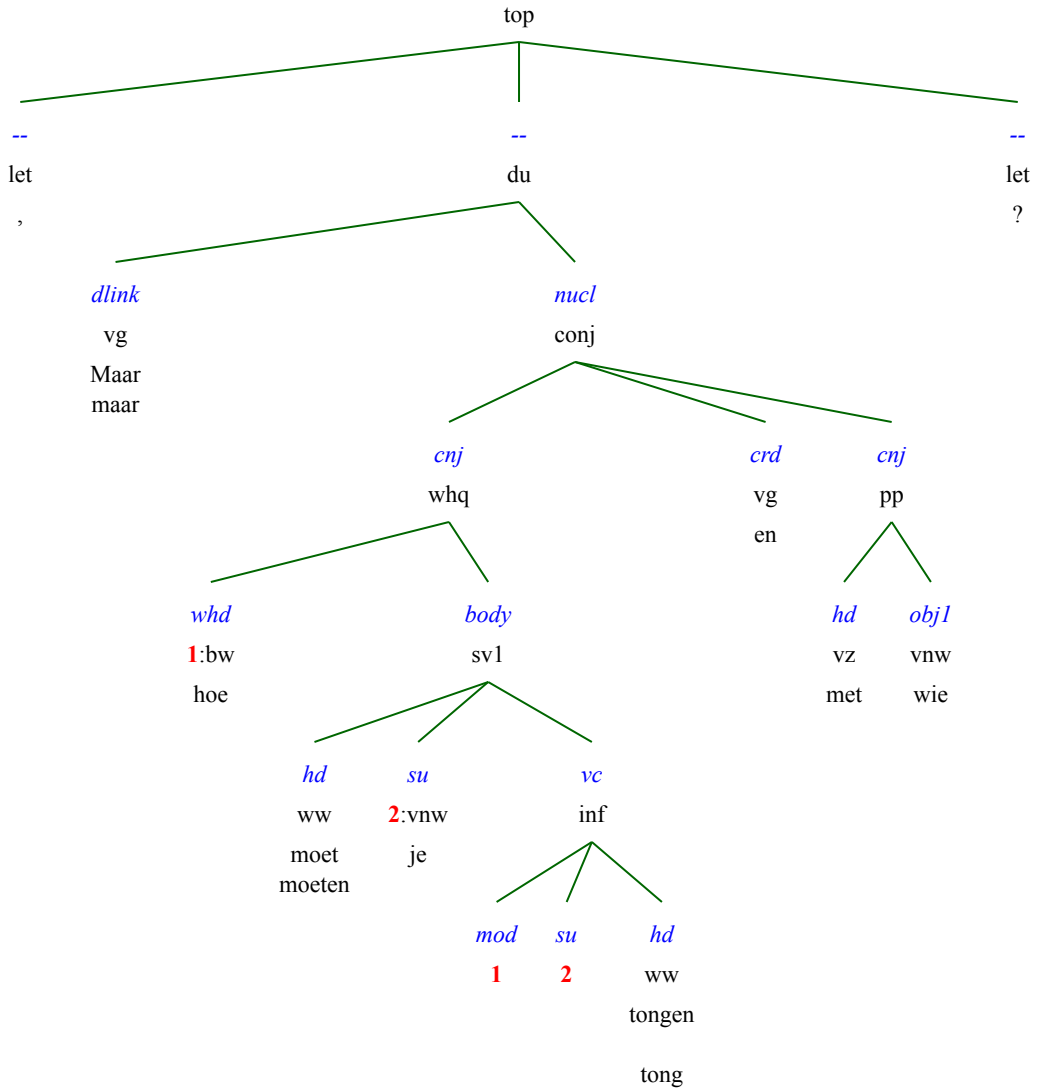 top
-- -- --
let du let
, ?
dlink nucl
vg conj
Maar
maar
cnj crd cnj
whq vg pp
en
whd body hd obj1
1:bw sv1 vz vnw
hoe met wie
hd su vc
ww 2:vnw inf
moet je
moeten
mod su hd
1 2 ww
tongen
tong